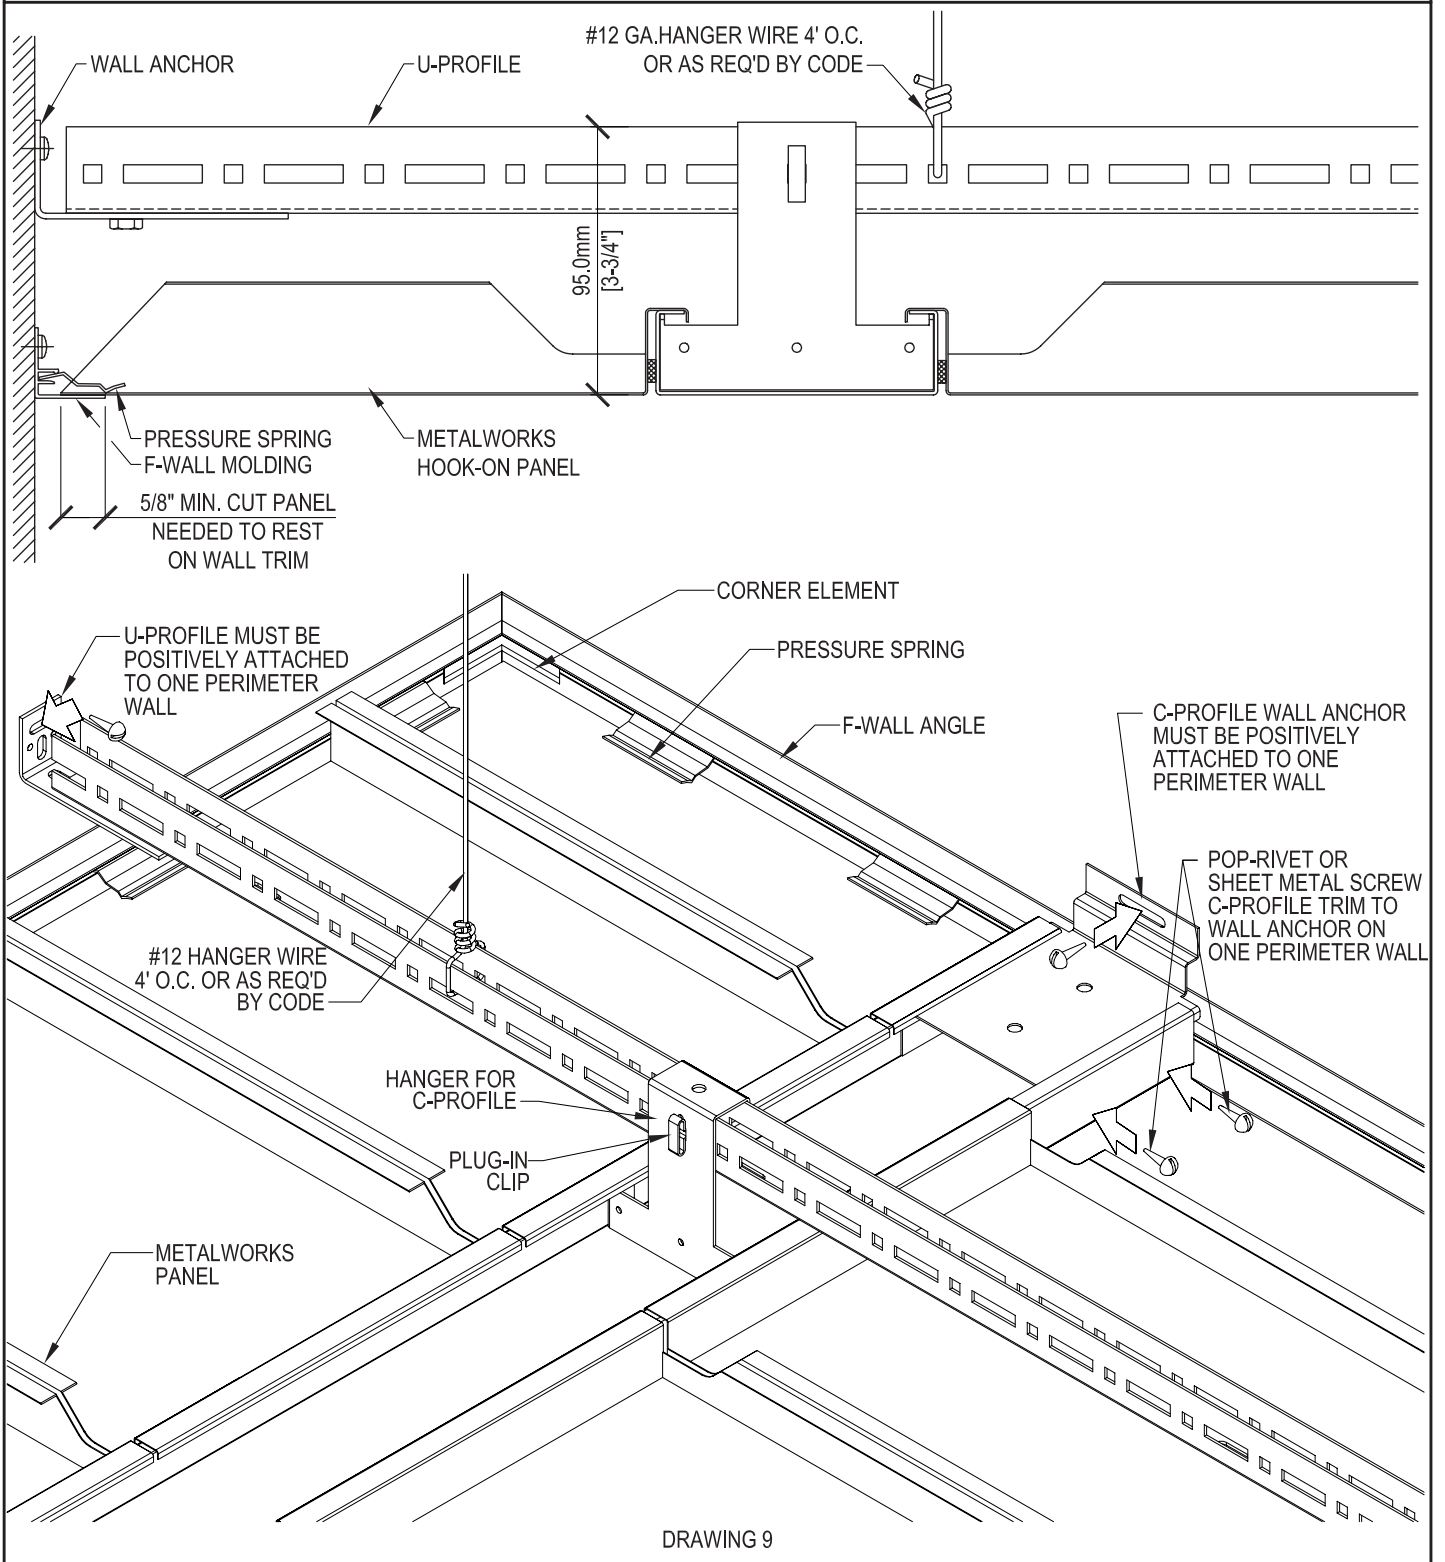 #12 GA.HANGER WIRE 4' O.C.
OR AS REQ'D BY CODE
WALL ANCHOR
U-PROFILE
95.0mm
[3-3/4"]
PRESSURE SPRING
F-WALL MOLDING
METALWORKS
HOOK-ON PANEL
5/8" MIN. CUT PANEL
NEEDED TO REST
ON WALL TRIM
CORNER ELEMENT
U-PROFILE MUST BE
POSITIVELY ATTACHED
TO ONE PERIMETER
WALL
PRESSURE SPRING
F-WALL ANGLE
C-PROFILE WALL ANCHOR
MUST BE POSITIVELY
ATTACHED TO ONE
PERIMETER WALL
POP-RIVET OR
SHEET METAL SCREW
C-PROFILE TRIM TO
WALL ANCHOR ON
ONE PERIMETER WALL
#12 HANGER WIRE
4' O.C. OR AS REQ'D
BY CODE
HANGER FOR
C-PROFILE
PLUG-IN
CLIP
METALWORKS
PANEL
DRAWING 9